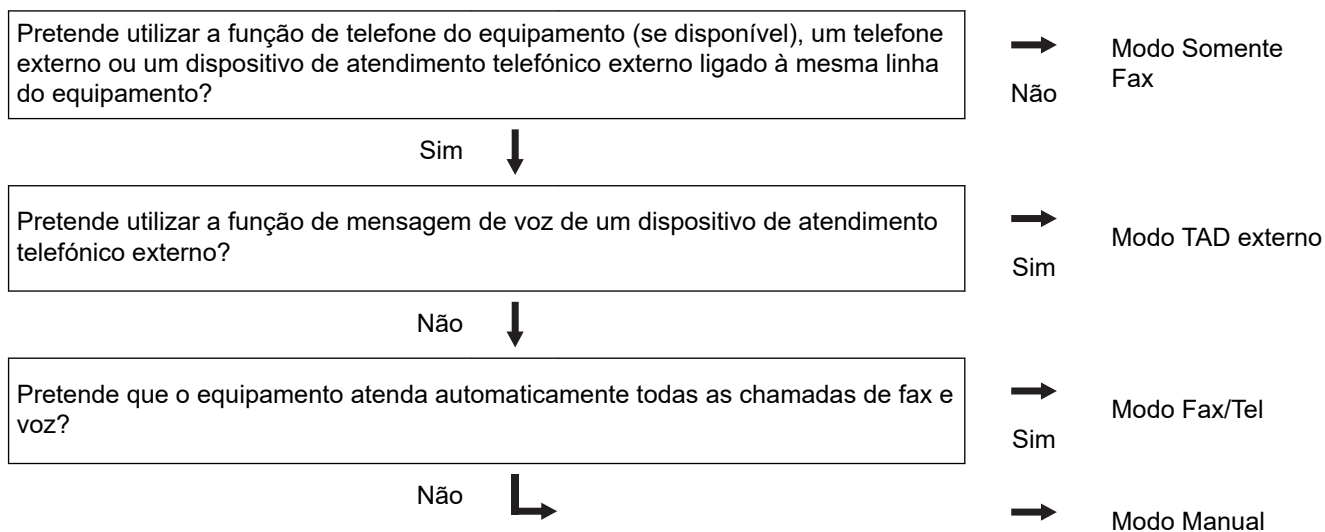 Pretende utilizar a função de telefone do equipamento (se disponível), um telefone
externo ou um dispositivo de atendimento telefónico externo ligado à mesma linha
do equipamento?
Não
Modo Somente
Fax
Sim
Pretende utilizar a função de mensagem de voz de um dispositivo de atendimento
telefónico externo?
Sim
Modo TAD externo
Não
Pretende que o equipamento atenda automaticamente todas as chamadas de fax e
voz?
Sim
Modo Fax/Tel
Não
Modo Manual